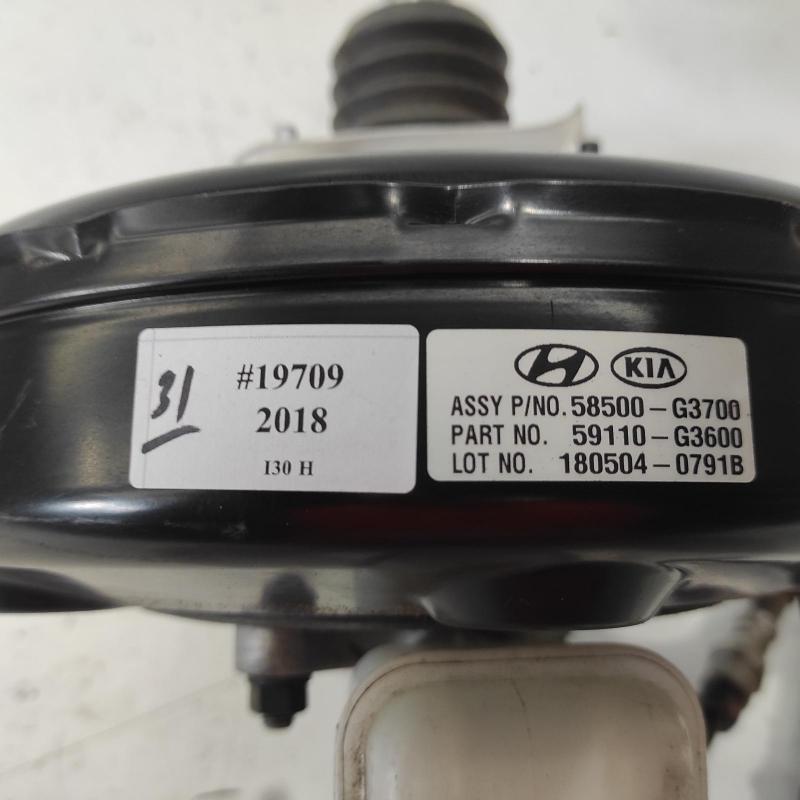 31
#19709
2018
I30 H
KIA
ASSY P/NO. 58500-G3700
PART NO. 59110-G3600
LOT NO. 180504-0791B